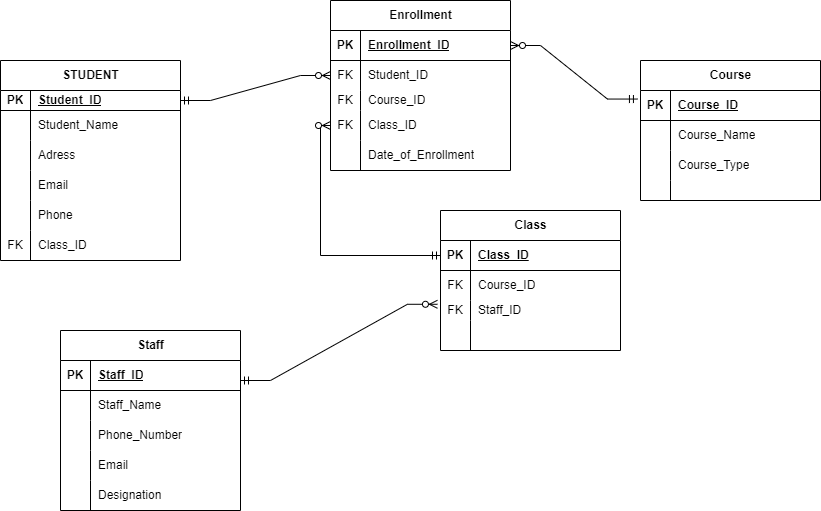 Enrollment
PK Enrollment_ID
FK Student_ID
FK Course_ID
FK Class_ID
Date_of_Enrollment
STUDENT
PK Student_ID
Student_Name
Adress
Email
Phone
FK Class_ID
Course
PK Course_ID
Course_Name
Course_Type
Class
PK Class_ID
FK Course_ID
FK Staff_ID
Staff
PK Staff_ID
Staff_Name
Phone_Number
Email
Designation